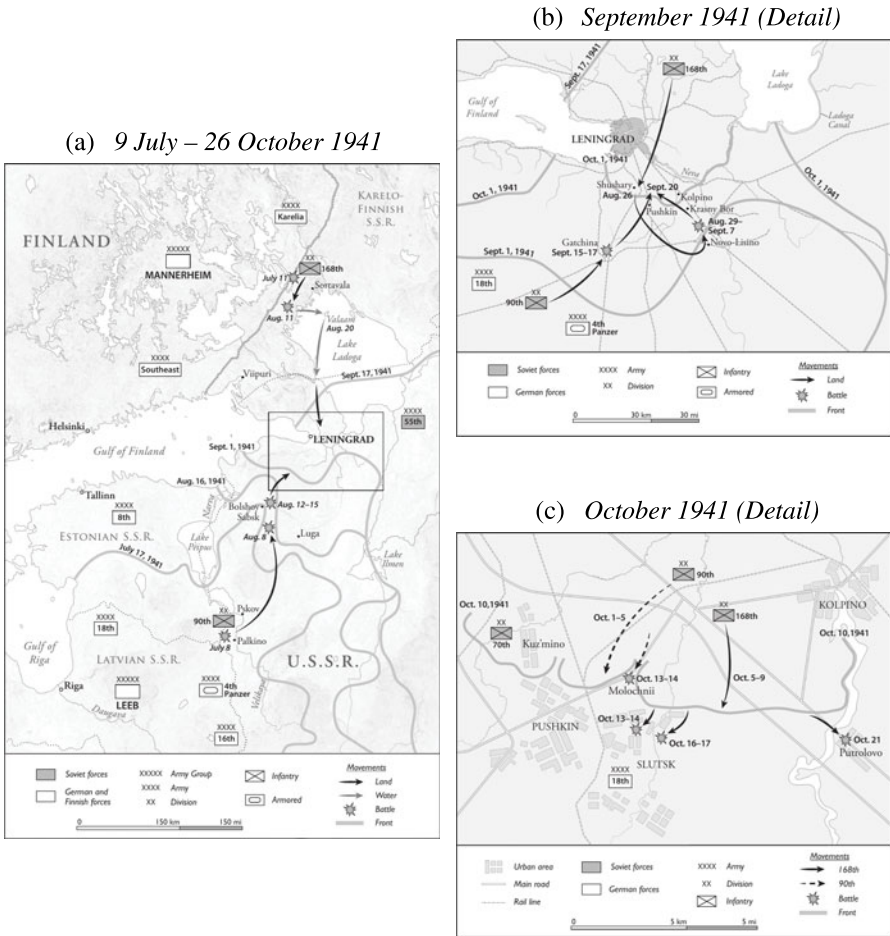 (a) 9 July – 26 October 1941
FINLAND
XXXX
Karelia
KARELO-
FINNISH
S.S.R.
XXXXX
MANNERHEIM
XX
168th
July 11
Sortavala
Aug. 11
Valaam
Aug. 20
XXXX
Southeast
Lake
Ladoga
Viipuri
Sept. 17, 1941
XXXX
55th
Helsinki
LENINGRAD
Gulf of Finland
Sept. 1, 1941
Aug. 16, 1941
Tallinn
Narva
Bolshoy
Sabsk
Aug. 12–15
XXXX
8th
ESTONIAN S.S.R.
Lake
Peipus
Aug. 8
Luga
July 17, 1941
Lake
Ilmen
Pskov
XX
90th
XXXX
18th
July 8
Palkino
Gulf of
Riga
LATVIAN S.S.R.
U.S.S.R.
Riga
XXXXX
LEEB
XXXX
4th
Panzer
Velikaya
Daugava
XXXX
16th
Soviet forces
German and
Finnish forces
XXXXX Army Group
XXXX Army
XX Division
Infantry
Armored
Movements
Land
Water
Battle
Front
0 150 km 150 mi
(b) September 1941 (Detail)
Sept. 17, 1941
XX
168th
Lake
Ladoga
Gulf of
Finland
Ladoga
Canal
LENINGRAD
Oct. 1, 1941
Neva
Oct. 1, 1941
Shushary
Aug. 26
Sept. 20
Kolpino
Oct. 1, 1941
Pushkin
Krasny Bor
Aug. 29–
Sept. 7
Gatchina
Sept. 15–17
Novo-Lisino
Sept. 1, 1941
XXXX
18th
XX
90th
XXXX
4th
Panzer
Soviet forces
German forces
XXXX Army
XX Division
Infantry
Armored
Movements
Land
Battle
Front
0 30 km 30 mi
(c) October 1941 (Detail)
XX
90th
KOLPINO
Oct. 10, 1941
Oct. 1–5
XX
168th
Oct. 10, 1941
XX
70th
Kuz'mino
Oct. 13–14
Molochnii
Oct. 5–9
PUSHKIN
Oct. 13–14
Oct. 16–17
Oct. 21
Putrolovo
SLUTSK
XXXX
18th
Urban area
Main road
Rail line
Soviet forces
German forces
XXXX Army
XX Division
Infantry
Movements
168th
90th
Battle
Front
0 5 km 5 mi